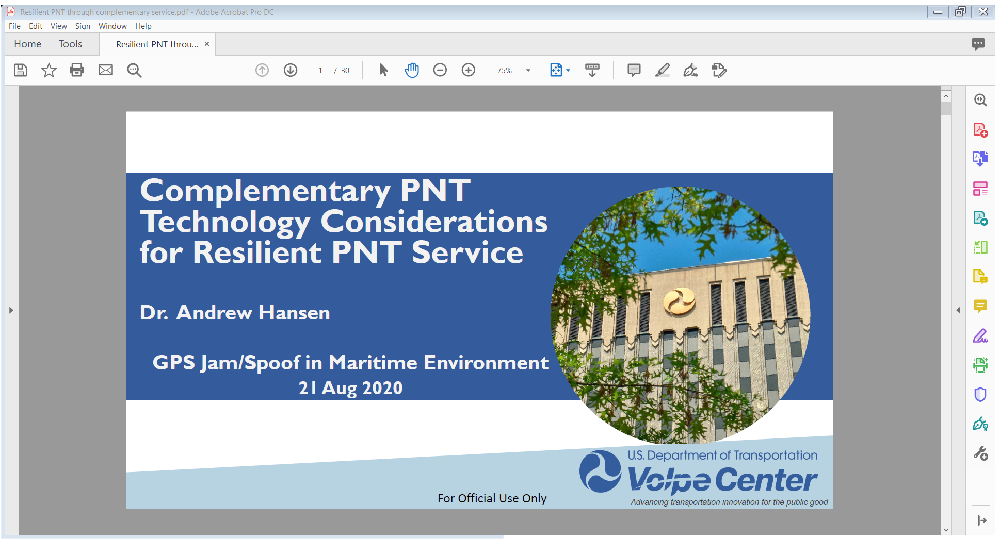 Resilient PNT through complementary service.pdf - Adobe Acrobat Pro DC
File Edit View Sign Window Help
Home Tools Resilient PNT throu... ×
1 / 30 75%
Complementary PNT
Technology Considerations
for Resilient PNT Service
Dr. Andrew Hansen
GPS Jam/Spoof in Maritime Environment
21 Aug 2020
U.S. Department of Transportation
Volpe Center
Advancing transportation innovation for the public good
For Official Use Only